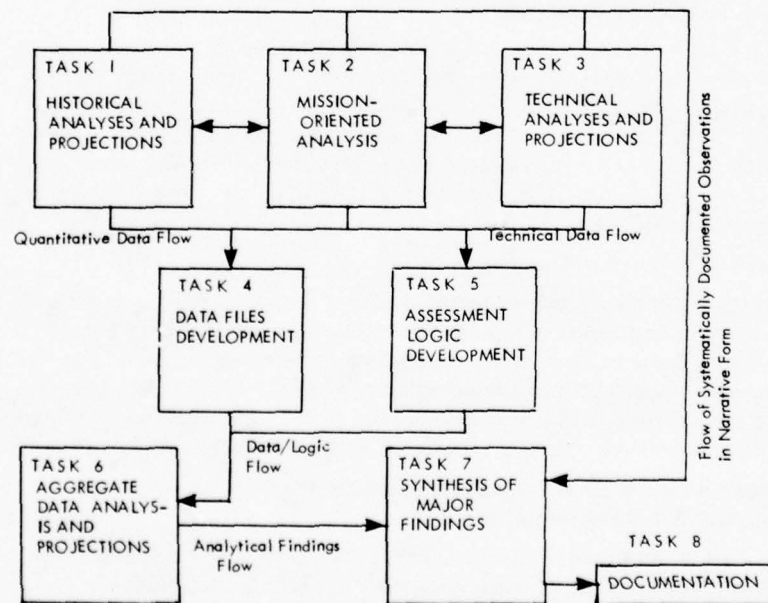 TASK 1
HISTORICAL
ANALYSES AND
PROJECTIONS
TASK 2
MISSION-
ORIENTED
ANALYSIS
TASK 3
TECHNICAL
ANALYSES AND
PROJECTIONS
Flow of Systematically Documented Observations
in Narrative Form
Quantitative Data Flow
Technical Data Flow
TASK 4
DATA FILES
DEVELOPMENT
TASK 5
ASSESSMENT
LOGIC
DEVELOPMENT
Data/Logic
Flow
TASK 6
AGGREGATE
DATA ANALYS-
IS AND
PROJECTIONS
Analytical Findings
Flow
TASK 7
SYNTHESIS OF
MAJOR
FINDINGS
TASK 8
DOCUMENTATION